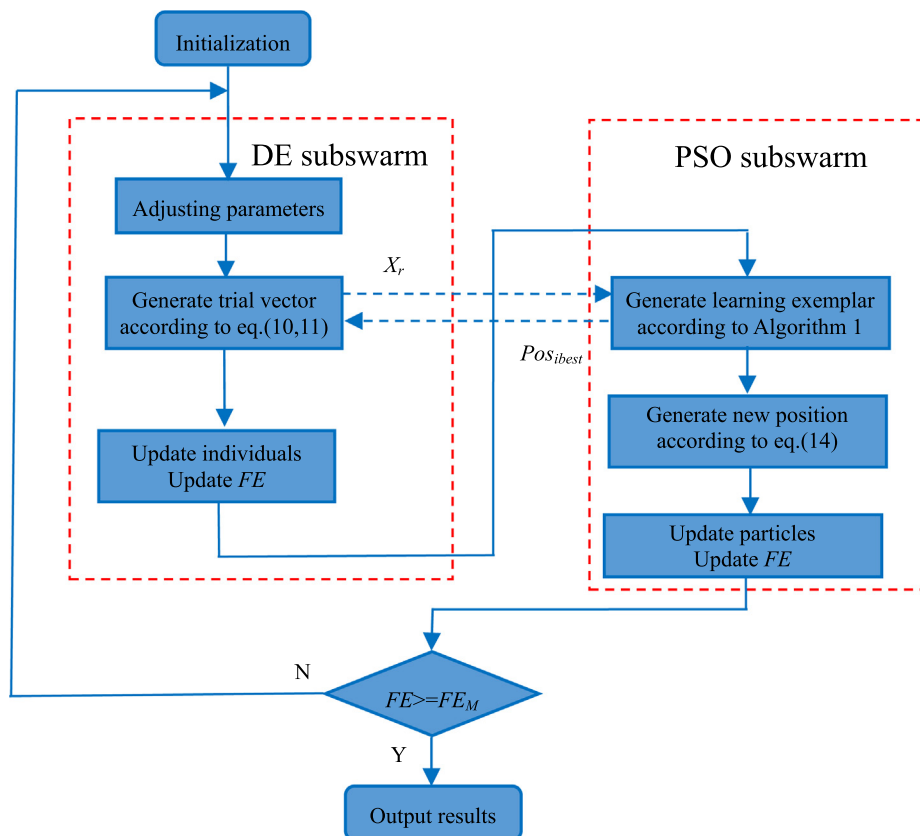 Initialization
DE subswarm
Adjusting parameters
Generate trial vector
according to eq.(10,11)
Update individuals
Update FE
X_r
Pos_ibest
PSO subswarm
Generate learning exemplar
according to Algorithm 1
Generate new position
according to eq.(14)
Update particles
Update FE
N
FE>=FE_M
Y
Output results